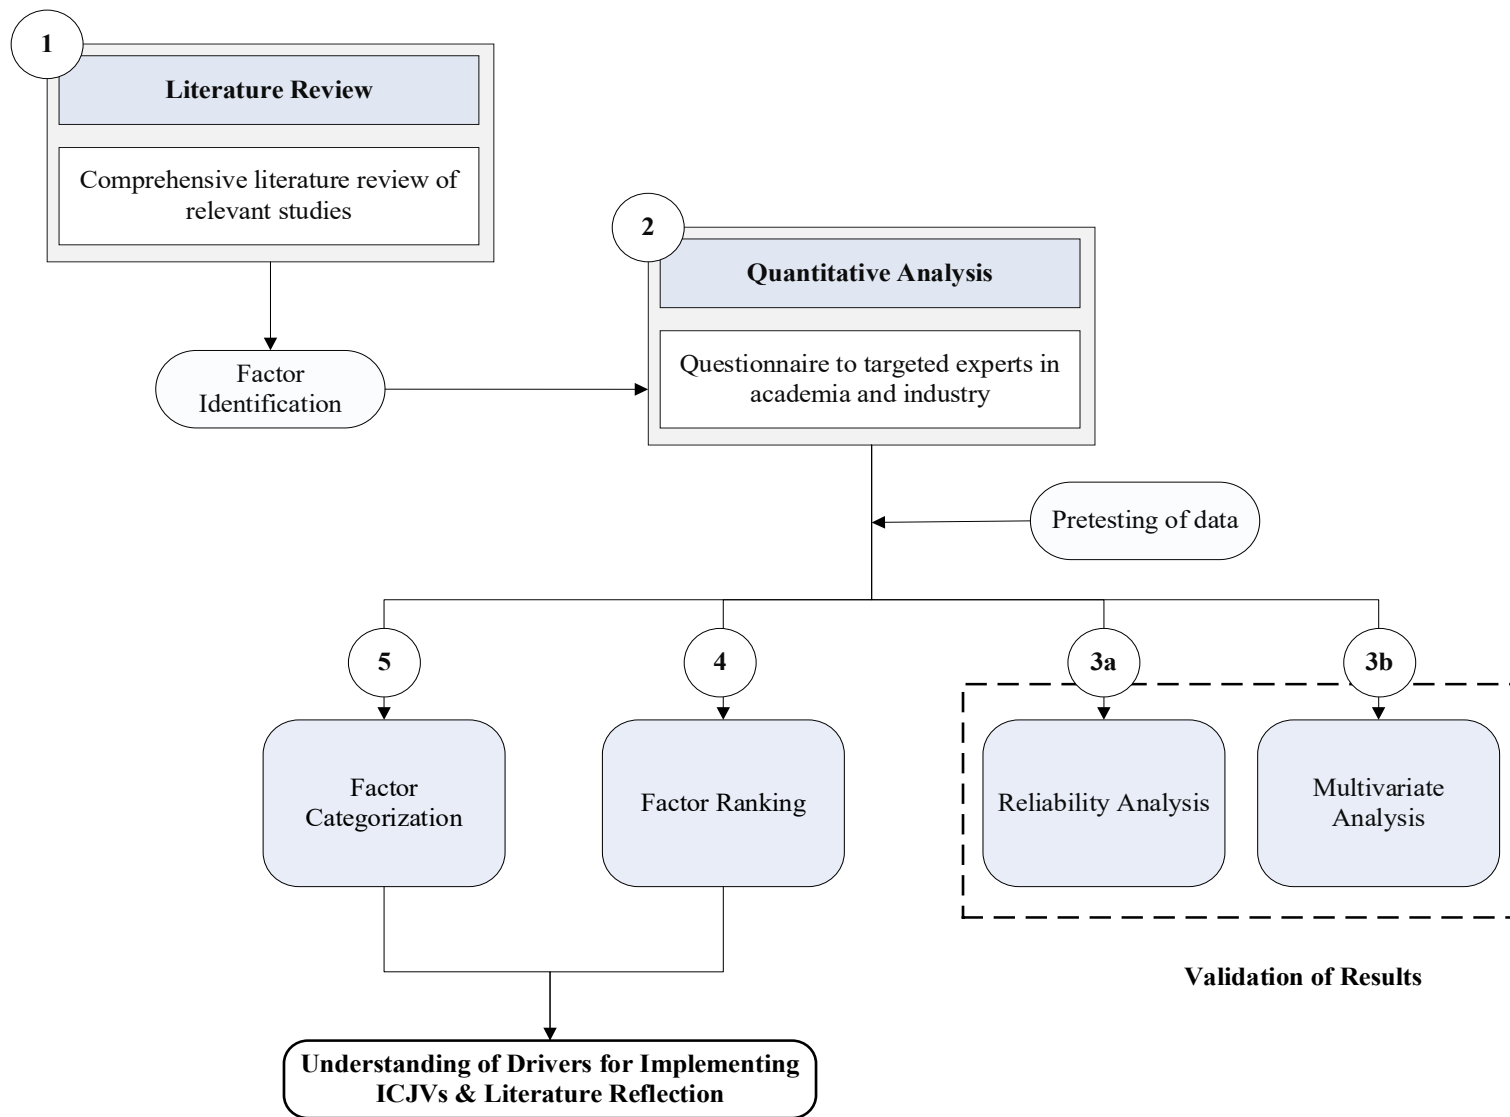 1
Literature Review
Comprehensive literature review of
relevant studies
2
Quantitative Analysis
Factor
Identification
Questionnaire to targeted experts in
academia and industry
Pretesting of data
5
4
3a
3b
Factor
Categorization
Factor Ranking
Reliability Analysis
Multivariate
Analysis
Validation of Results
Understanding of Drivers for Implementing
ICJVs & Literature Reflection